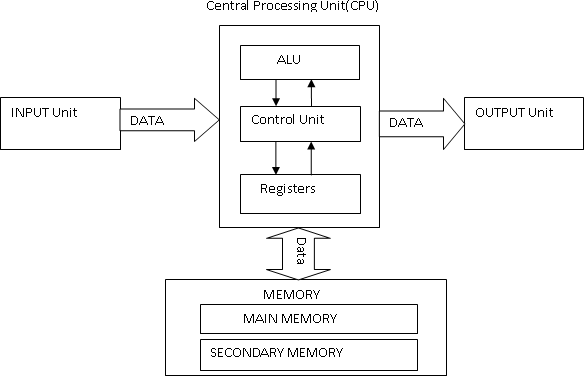 Central Processing Unit(CPU)
ALU
INPUT Unit
DATA
Control Unit
DATA
OUTPUT Unit
Registers
Data
MEMORY
MAIN MEMORY
SECONDARY MEMORY